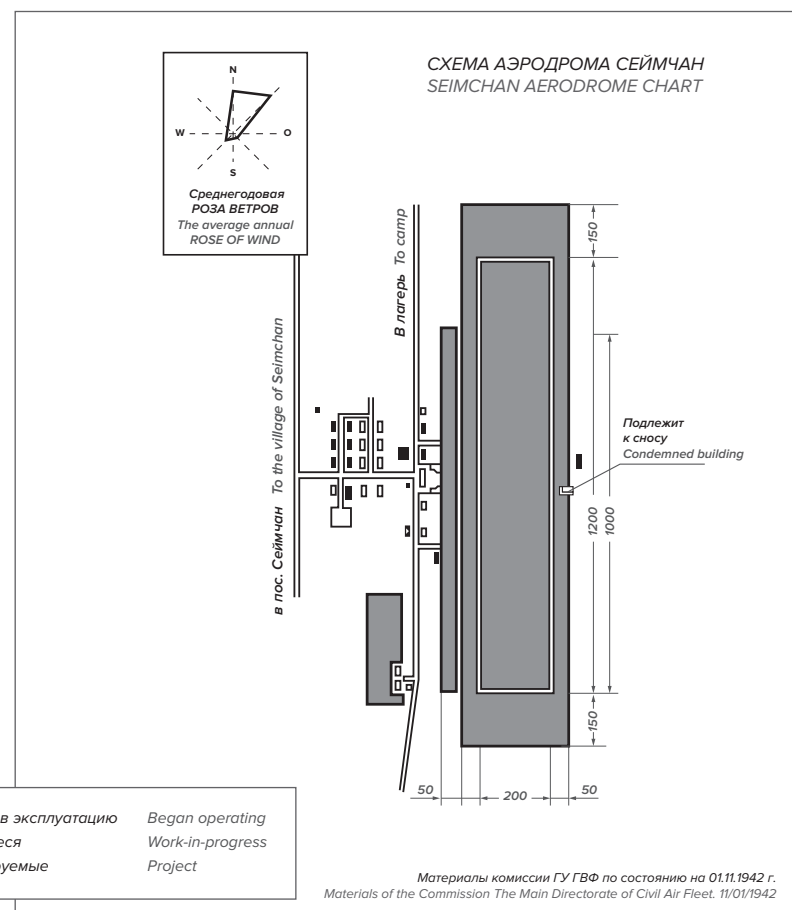 СХЕМА АЭРОДРОМА СЕЙМЧАН
SEIMCHAN AERODROME CHART
N
W
O
S
Среднегодовая
РОЗА ВЕТРОВ
The average annual
ROSE OF WIND
В лагерь To camp
в пос. Сеймчан To the village of Seimchan
150
Подлежит
к сносу
Condemned building
1200
1000
150
50
200
50
в эксплуатацию Began operating
Work-in-progress
Project
Материалы комиссии ГУ ГВФ по состоянию на 01.11.1942 г.
Materials of the Commission The Main Directorate of Civil Air Fleet. 11/01/1942